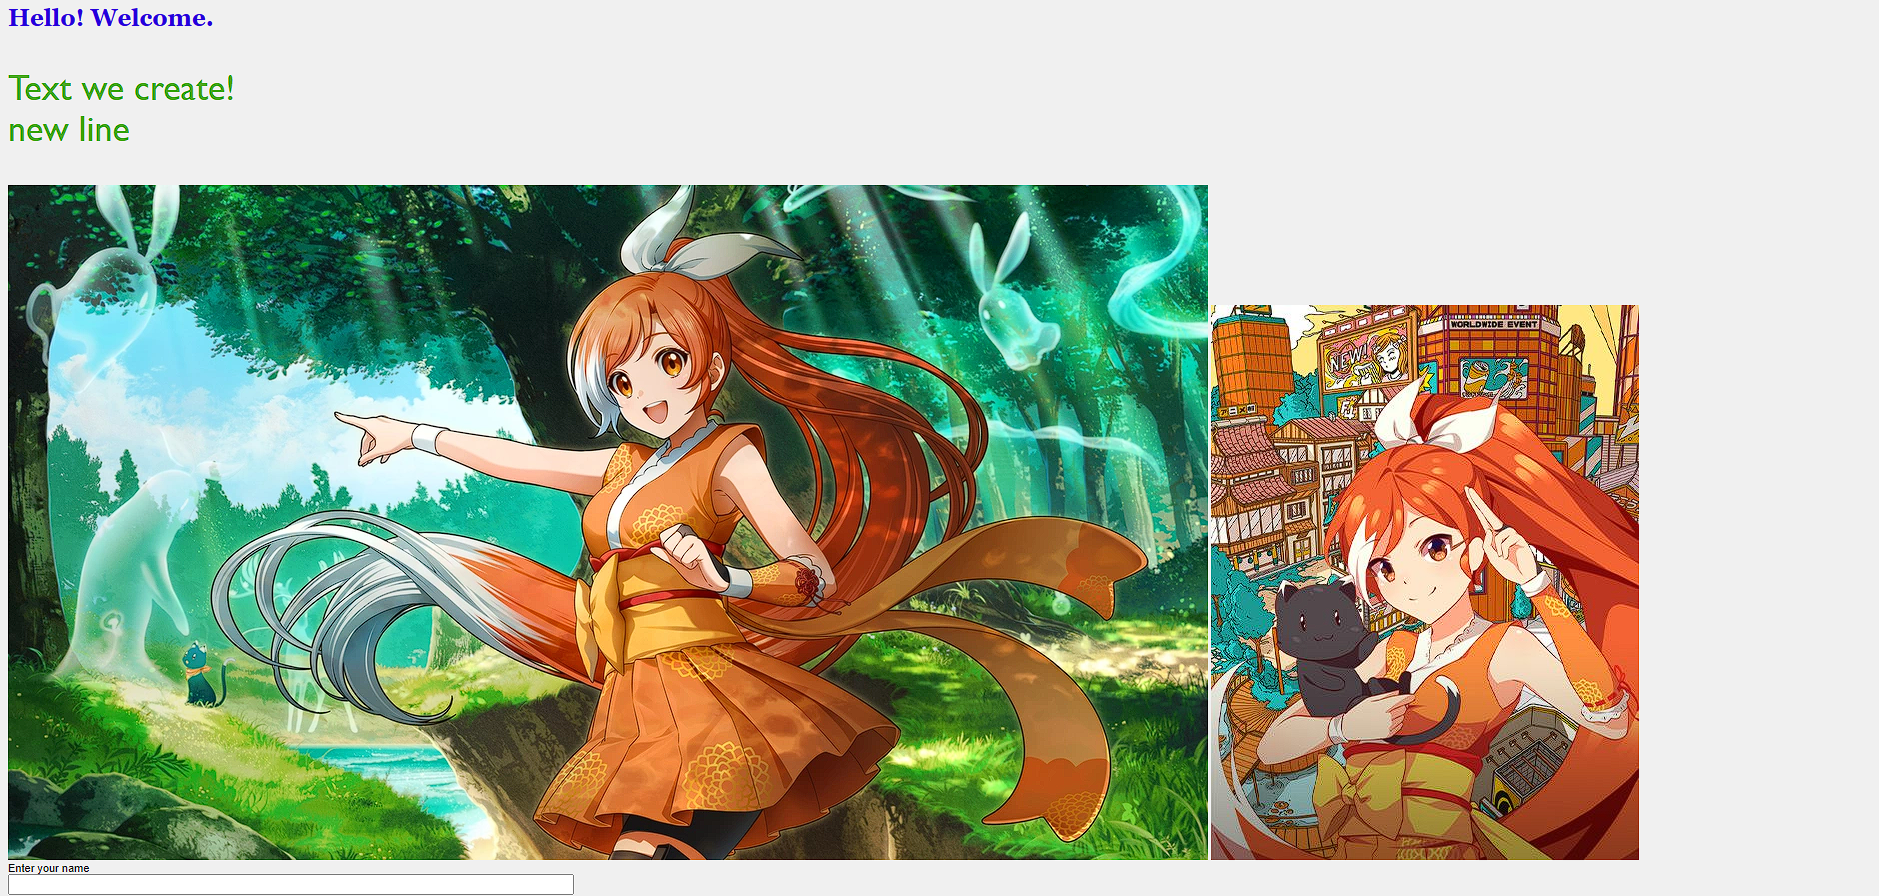 Hello! Welcome.
Text we create!
new line
WORLDWIDE EVENT
NEW!
Enter your name